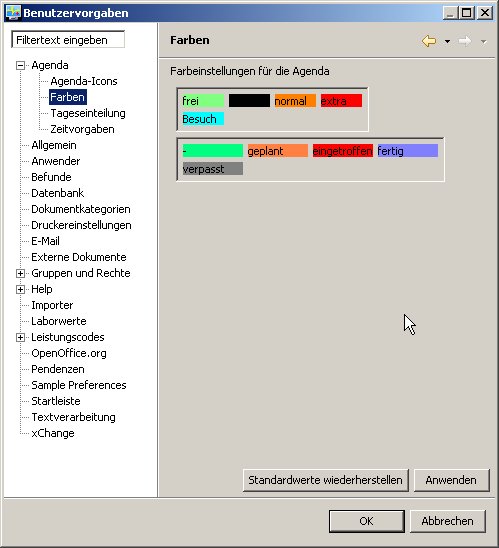 Benutzervorgaben
Filtertext eingeben
Agenda
Agenda-Icons
Farben
Tageseinteilung
Zeitvorgaben
Allgemein
Anwender
Befunde
Datenbank
Dokumentkategorien
Druckereinstellungen
E-Mail
Externe Dokumente
Gruppen und Rechte
Help
Importer
Laborwerte
Leistungscodes
OpenOffice.org
Pendenzen
Sample Preferences
Startleiste
Textverarbeitung
xChange
Farben
Farbeinstellungen für die Agenda
frei normal extra
Besuch
- geplant eingetroffen fertig
verpasst
Standardwerte wiederherstellen Anwenden
OK Abbrechen